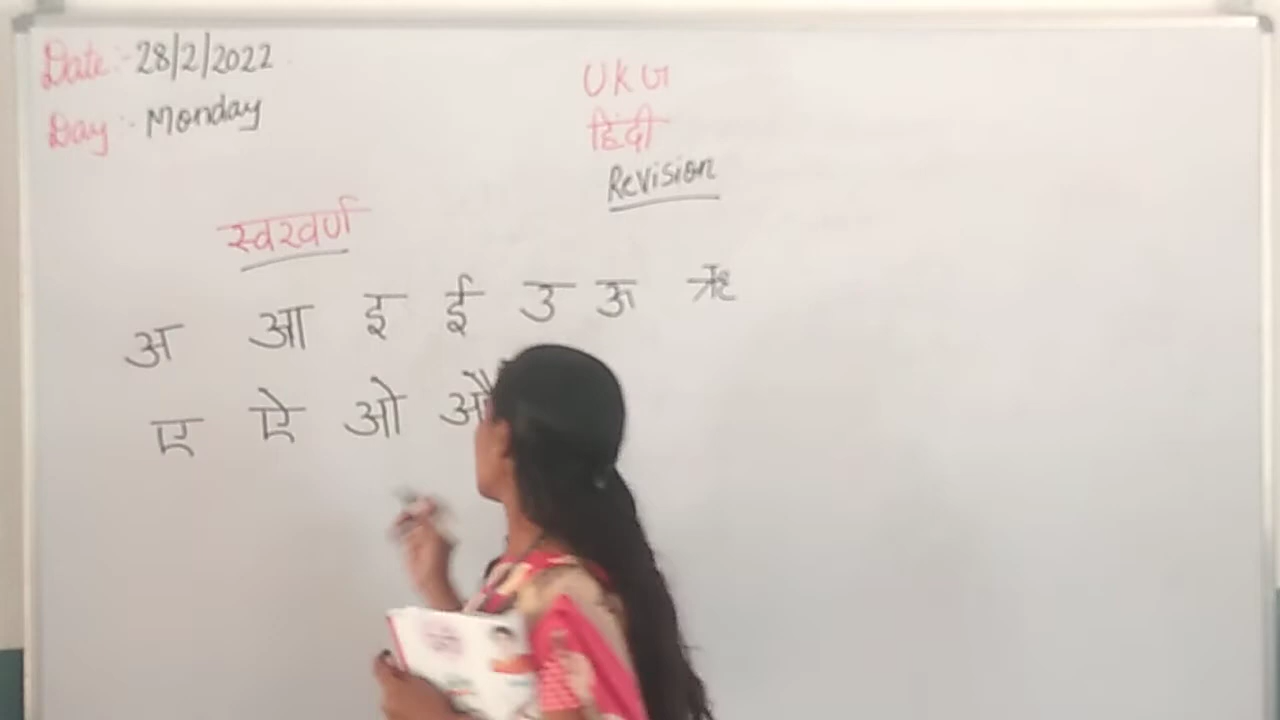 Date:- 28/2/2022
UKG
Day:- Monday
हिंदी
Revision
स्वरवर्ण
अ आ इ ई उ ऊ ऋ
ए ऐ ओ औ